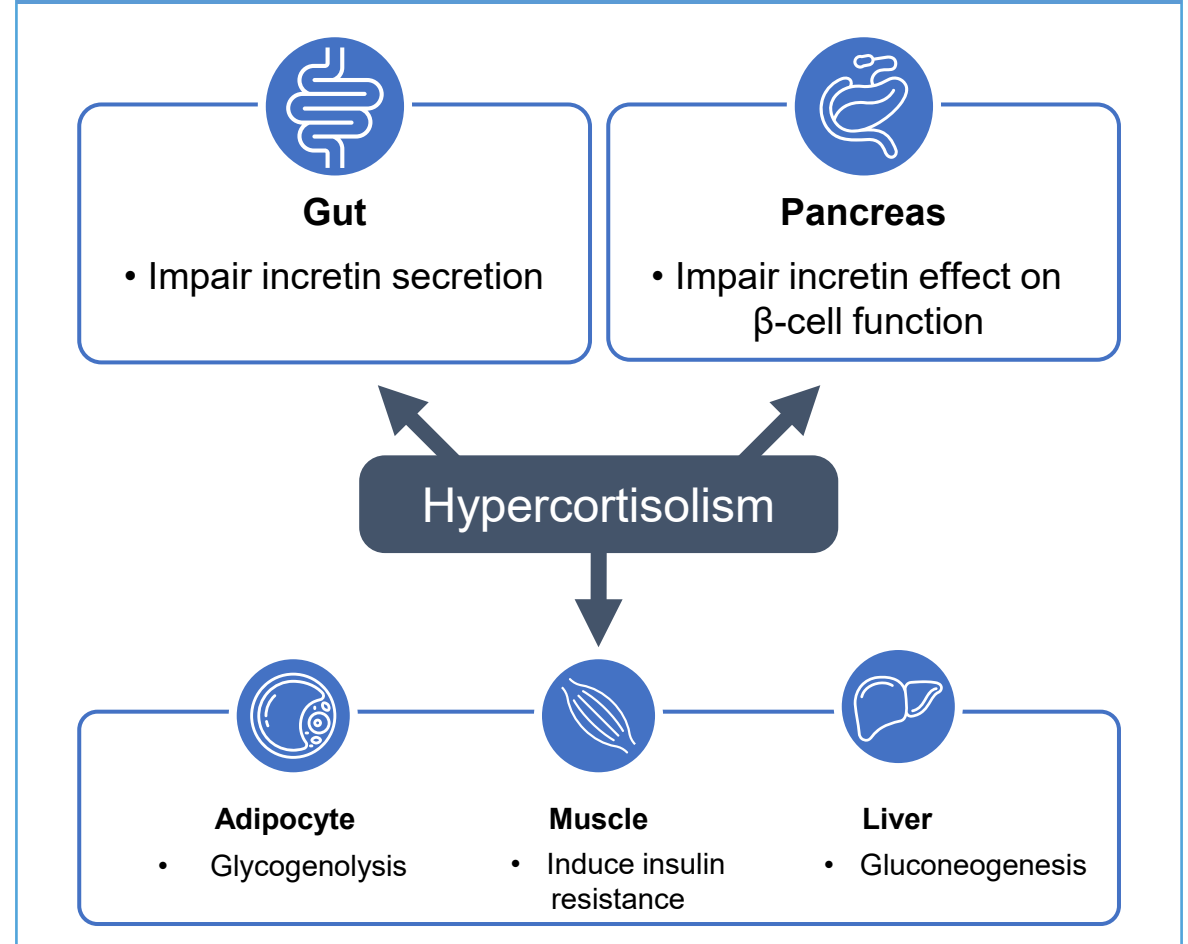 Gut
• Impair incretin secretion
Pancreas
• Impair incretin effect on
β-cell function
Hypercortisolism
Adipocyte
• Glycogenolysis
Muscle
• Induce insulin
resistance
Liver
• Gluconeogenesis